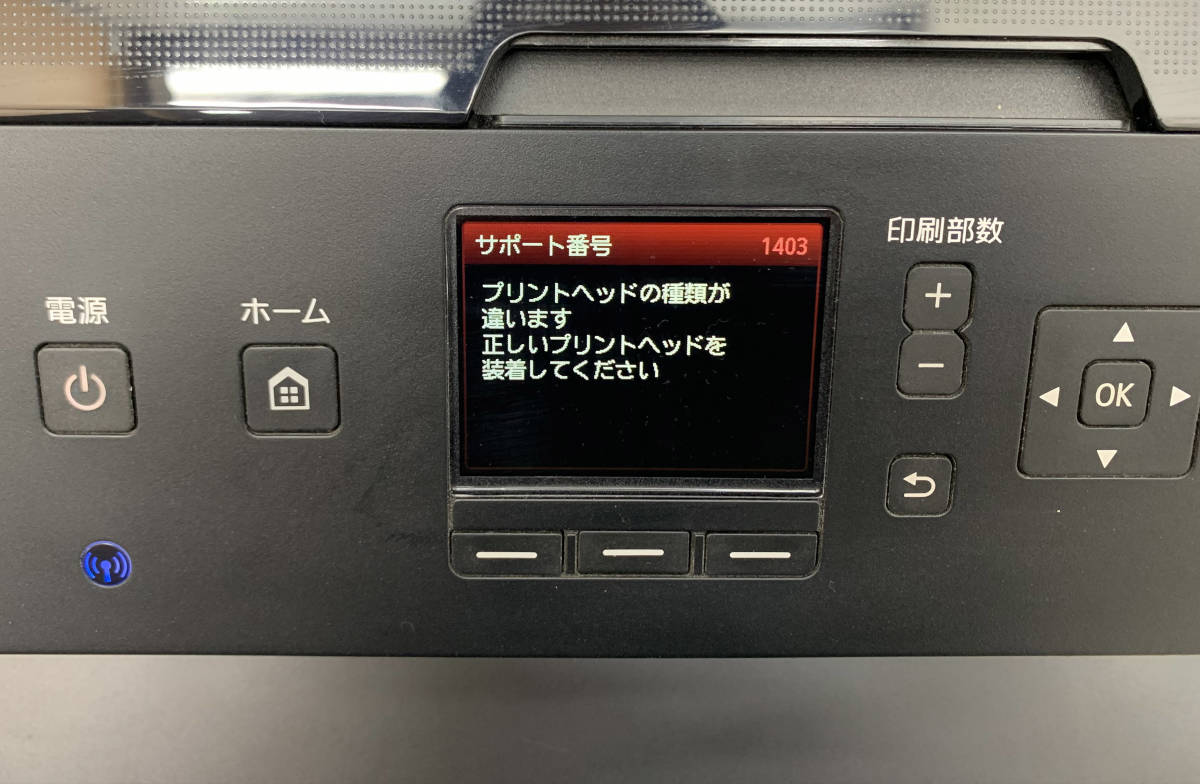 サポート番号 1403
プリントヘッドの種類が
違います
正しいプリントヘッドを
装着してください
電源
ホーム
印刷部数
+
−
OK